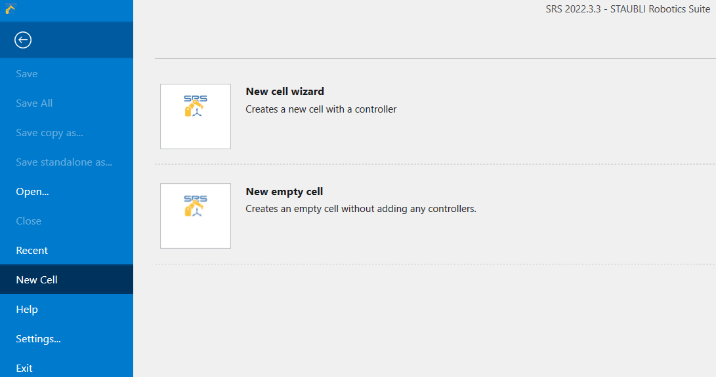 SRS 2022.3.3 - STAUBLI Robotics Suite
Save
Save All
Save copy as...
Save standalone as...
Open...
Close
Recent
New Cell
Help
Settings...
Exit
SRS
New cell wizard
Creates a new cell with a controller
SRS
New empty cell
Creates an empty cell without adding any controllers.